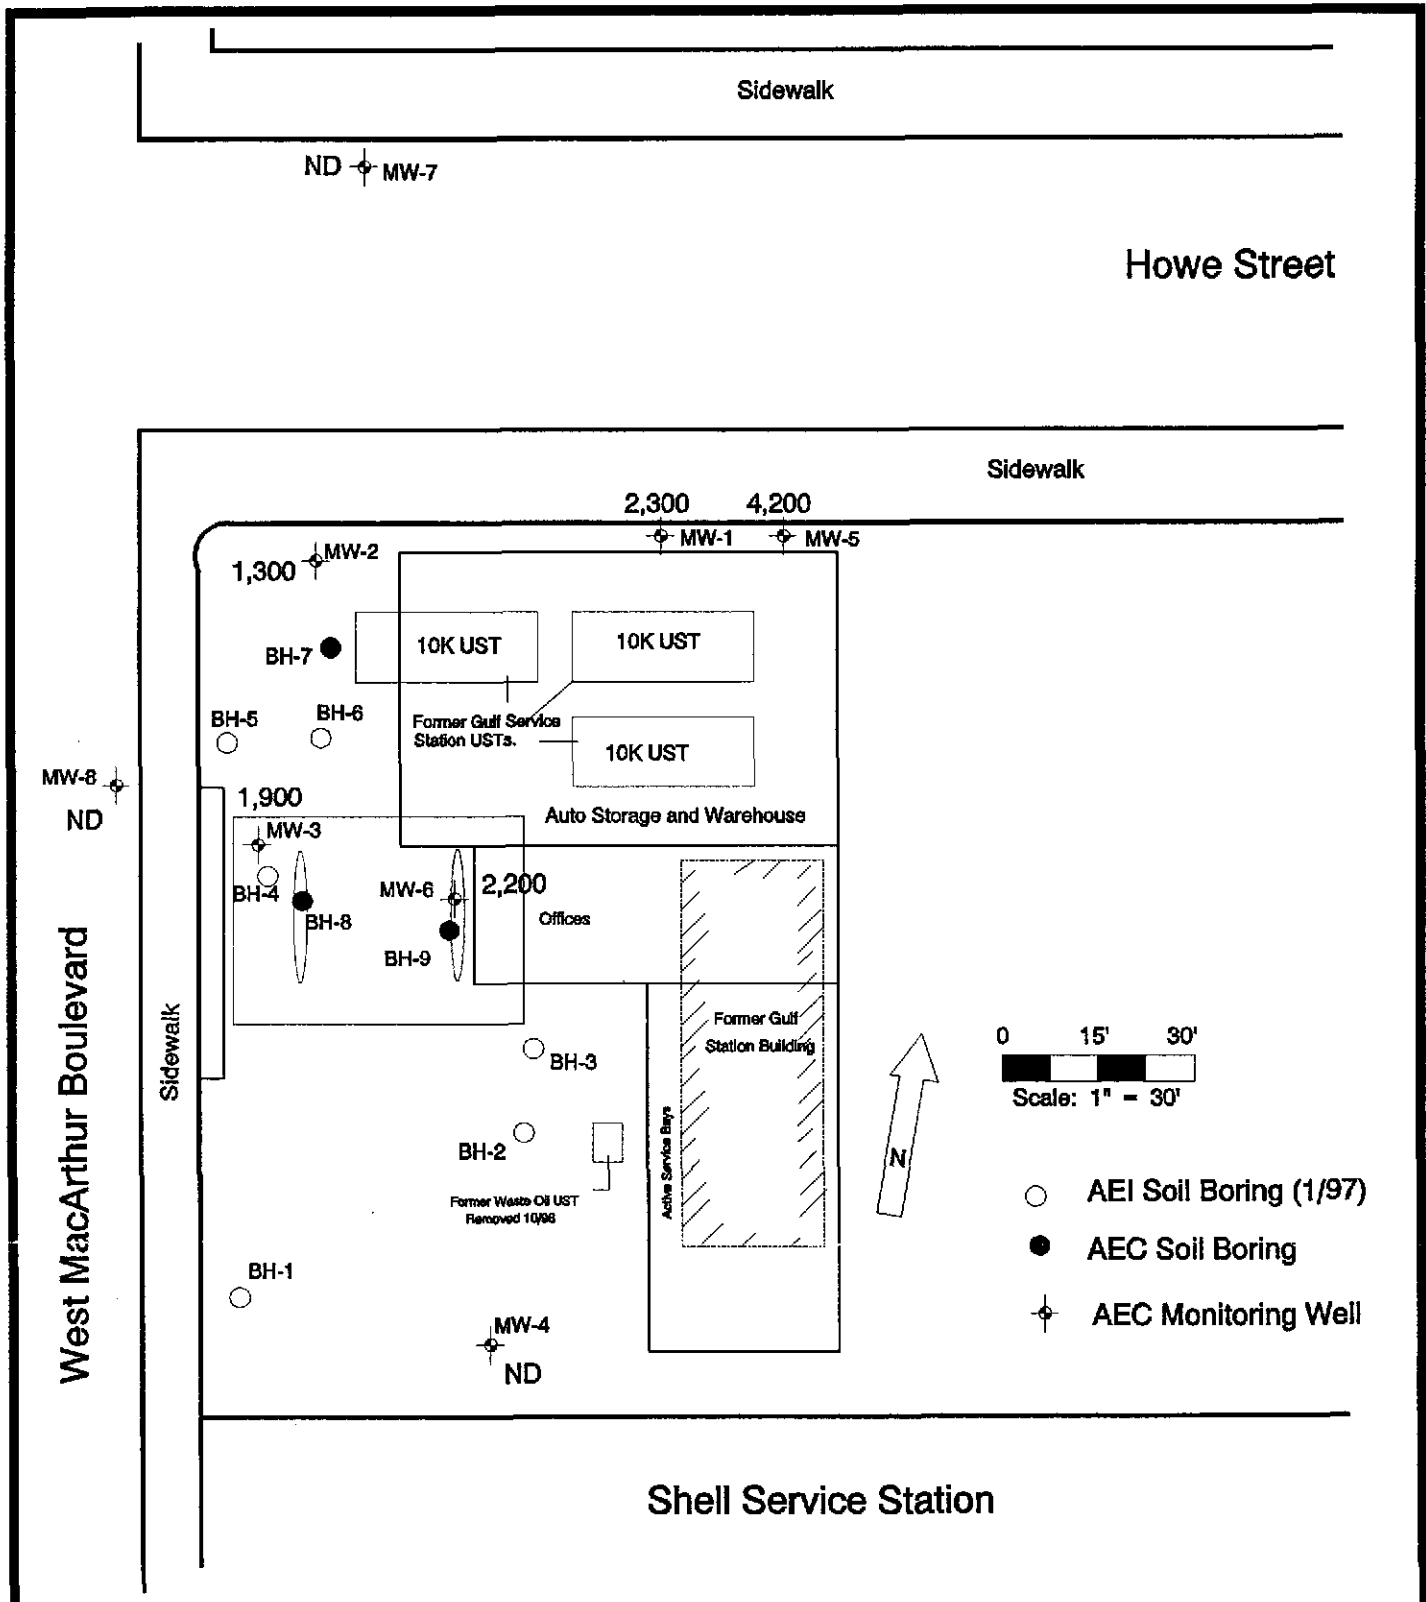 Sidewalk
ND
MW-7
Howe Street
Sidewalk
2,300
4,200
MW-1
MW-5
MW-2
1,300
10K UST
10K UST
BH-7
BH-5
BH-6
Former Gulf Service
Station USTs.
10K UST
MW-8
ND
1,900
Auto Storage and Warehouse
MW-3
BH-4
BH-8
MW-6
2,200
Offices
BH-9
West MacArthur Boulevard
Sidewalk
Former Gulf
Station Building
BH-3
0 15' 30'
Scale: 1" = 30'
BH-2
Active Service Bays
N
Former Waste Oil UST
Removed 10/96
AEI Soil Boring (1/97)
AEC Soil Boring
AEC Monitoring Well
BH-1
MW-4
ND
Shell Service Station